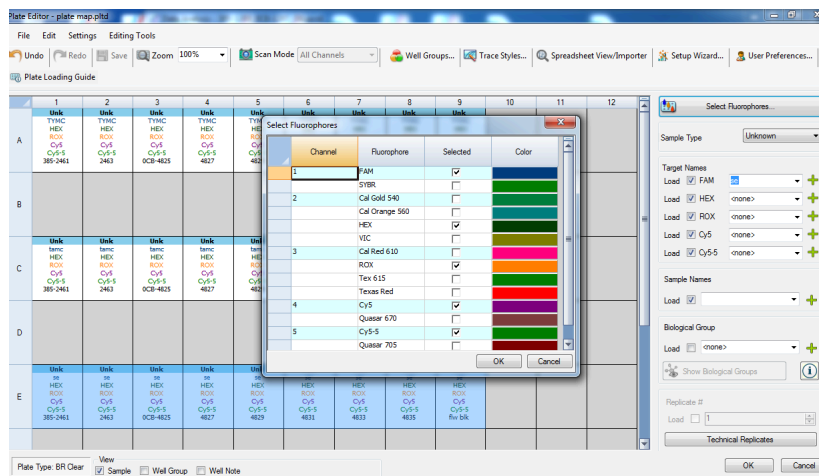 Plate Editor - plate map.pltd
File Edit Settings Editing Tools
Undo Redo Save Zoom 100% Scan Mode All Channels Well Groups... Trace Styles... Spreadsheet View/Importer Setup Wizard... User Preferences...
Plate Loading Guide
1 2 3 4 5 6 7 8 9 10 11 12
Unk Unk Unk Unk Unk Unk Unk Unk Unk
A
TYMC TYMC TYMC TYMC
HEX HEX HEX HEX
ROX ROX ROX ROX
Cy5 Cy5 Cy5 Cy5
Cy5-5 Cy5-5 Cy5-5 Cy5-5
385-2461 2463 0CB-4825 4827
B
Unk Unk Unk Unk Unk
C
tamc tamc tamc tamc
HEX HEX HEX HEX
ROX ROX ROX ROX
Cy5 Cy5 Cy5 Cy5
Cy5-5 Cy5-5 Cy5-5 Cy5-5
385-2461 2463 0CB-4825 4827
D
Unk Unk Unk Unk Unk Unk Unk Unk Unk
E
se se se se se se se se se
HEX HEX HEX HEX HEX HEX HEX HEX HEX
ROX ROX ROX ROX ROX ROX ROX ROX ROX
Cy5 Cy5 Cy5 Cy5 Cy5 Cy5 Cy5 Cy5 Cy5
Cy5-5 Cy5-5 Cy5-5 Cy5-5 Cy5-5 Cy5-5 Cy5-5 Cy5-5 Cy5-5
385-2461 2463 0CB-4825 4827 4829 4831 4833 4835 flw blk
Select Fluorophores
Channel Fluorophore Selected Color
1 FAM
SYBR
2 Cal Gold 540
Cal Orange 560
HEX
VIC
3 Cal Red 610
ROX
Tex 615
Texas Red
4 Cy5
Quasar 670
5 Cy5-5
Quasar 705
OK Cancel
Select Fluorophores...
Sample Type Unknown
Target Names
Load FAM se
Load HEX <none>
Load ROX <none>
Load Cy5 <none>
Load Cy5-5 <none>
Sample Names
Load
Biological Group
Load <none>
Show Biological Groups
Replicate #
Load 1
Technical Replicates
Plate Type: BR Clear View
Sample Well Group Well Note
OK Cancel